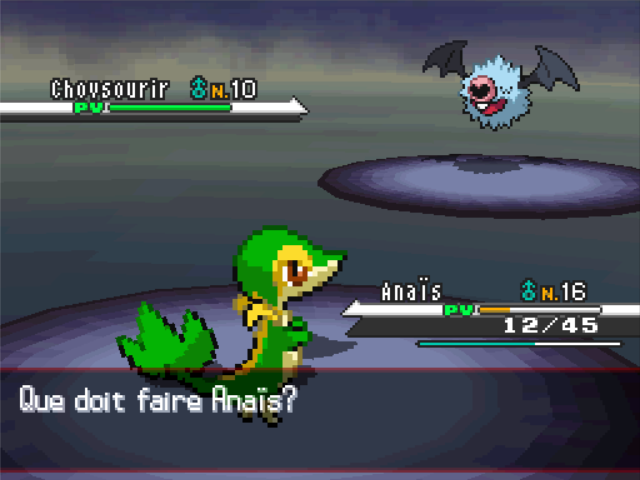 Chovsourir ♂ N.10
PV
Anaïs ♂ N.16
PV
12/45
Que doit faire Anaïs?